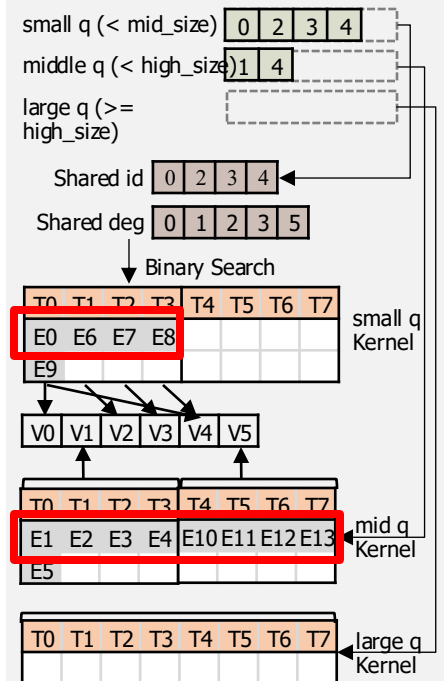 small q (< mid_size) 0 2 3 4
middle q (< high_size) 1 4
large q (>=
high_size)
Shared id 0 2 3 4
Shared deg 0 1 2 3 5
Binary Search
T0 T1 T2 T3 T4 T5 T6 T7
small q
Kernel
E0 E6 E7 E8
E9
V0 V1 V2 V3 V4 V5
T0 T1 T2 T3 T4 T5 T6 T7
mid q
Kernel
E1 E2 E3 E4 E10 E11 E12 E13
E5
T0 T1 T2 T3 T4 T5 T6 T7
large q
Kernel